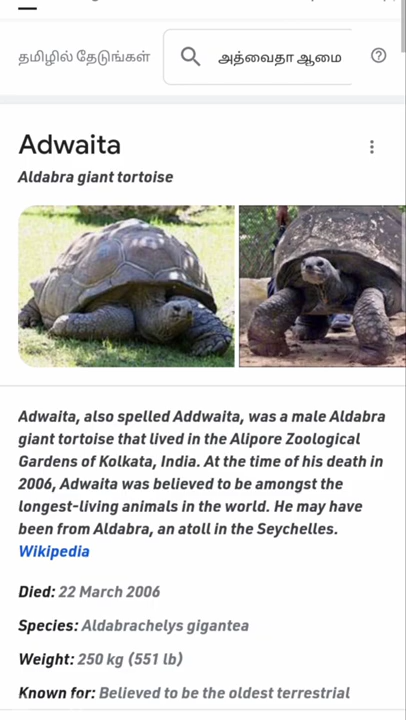 தமிழில் தேடுங்கள்
அத்வைதா ஆமை
Adwaita
Aldabra giant tortoise
Adwaita, also spelled Addwaita, was a male Aldabra
giant tortoise that lived in the Alipore Zoological
Gardens of Kolkata, India. At the time of his death in
2006, Adwaita was believed to be amongst the
longest-living animals in the world. He may have
been from Aldabra, an atoll in the Seychelles.
Wikipedia
Died: 22 March 2006
Species: Aldabrachelys gigantea
Weight: 250 kg (551 lb)
Known for: Believed to be the oldest terrestrial